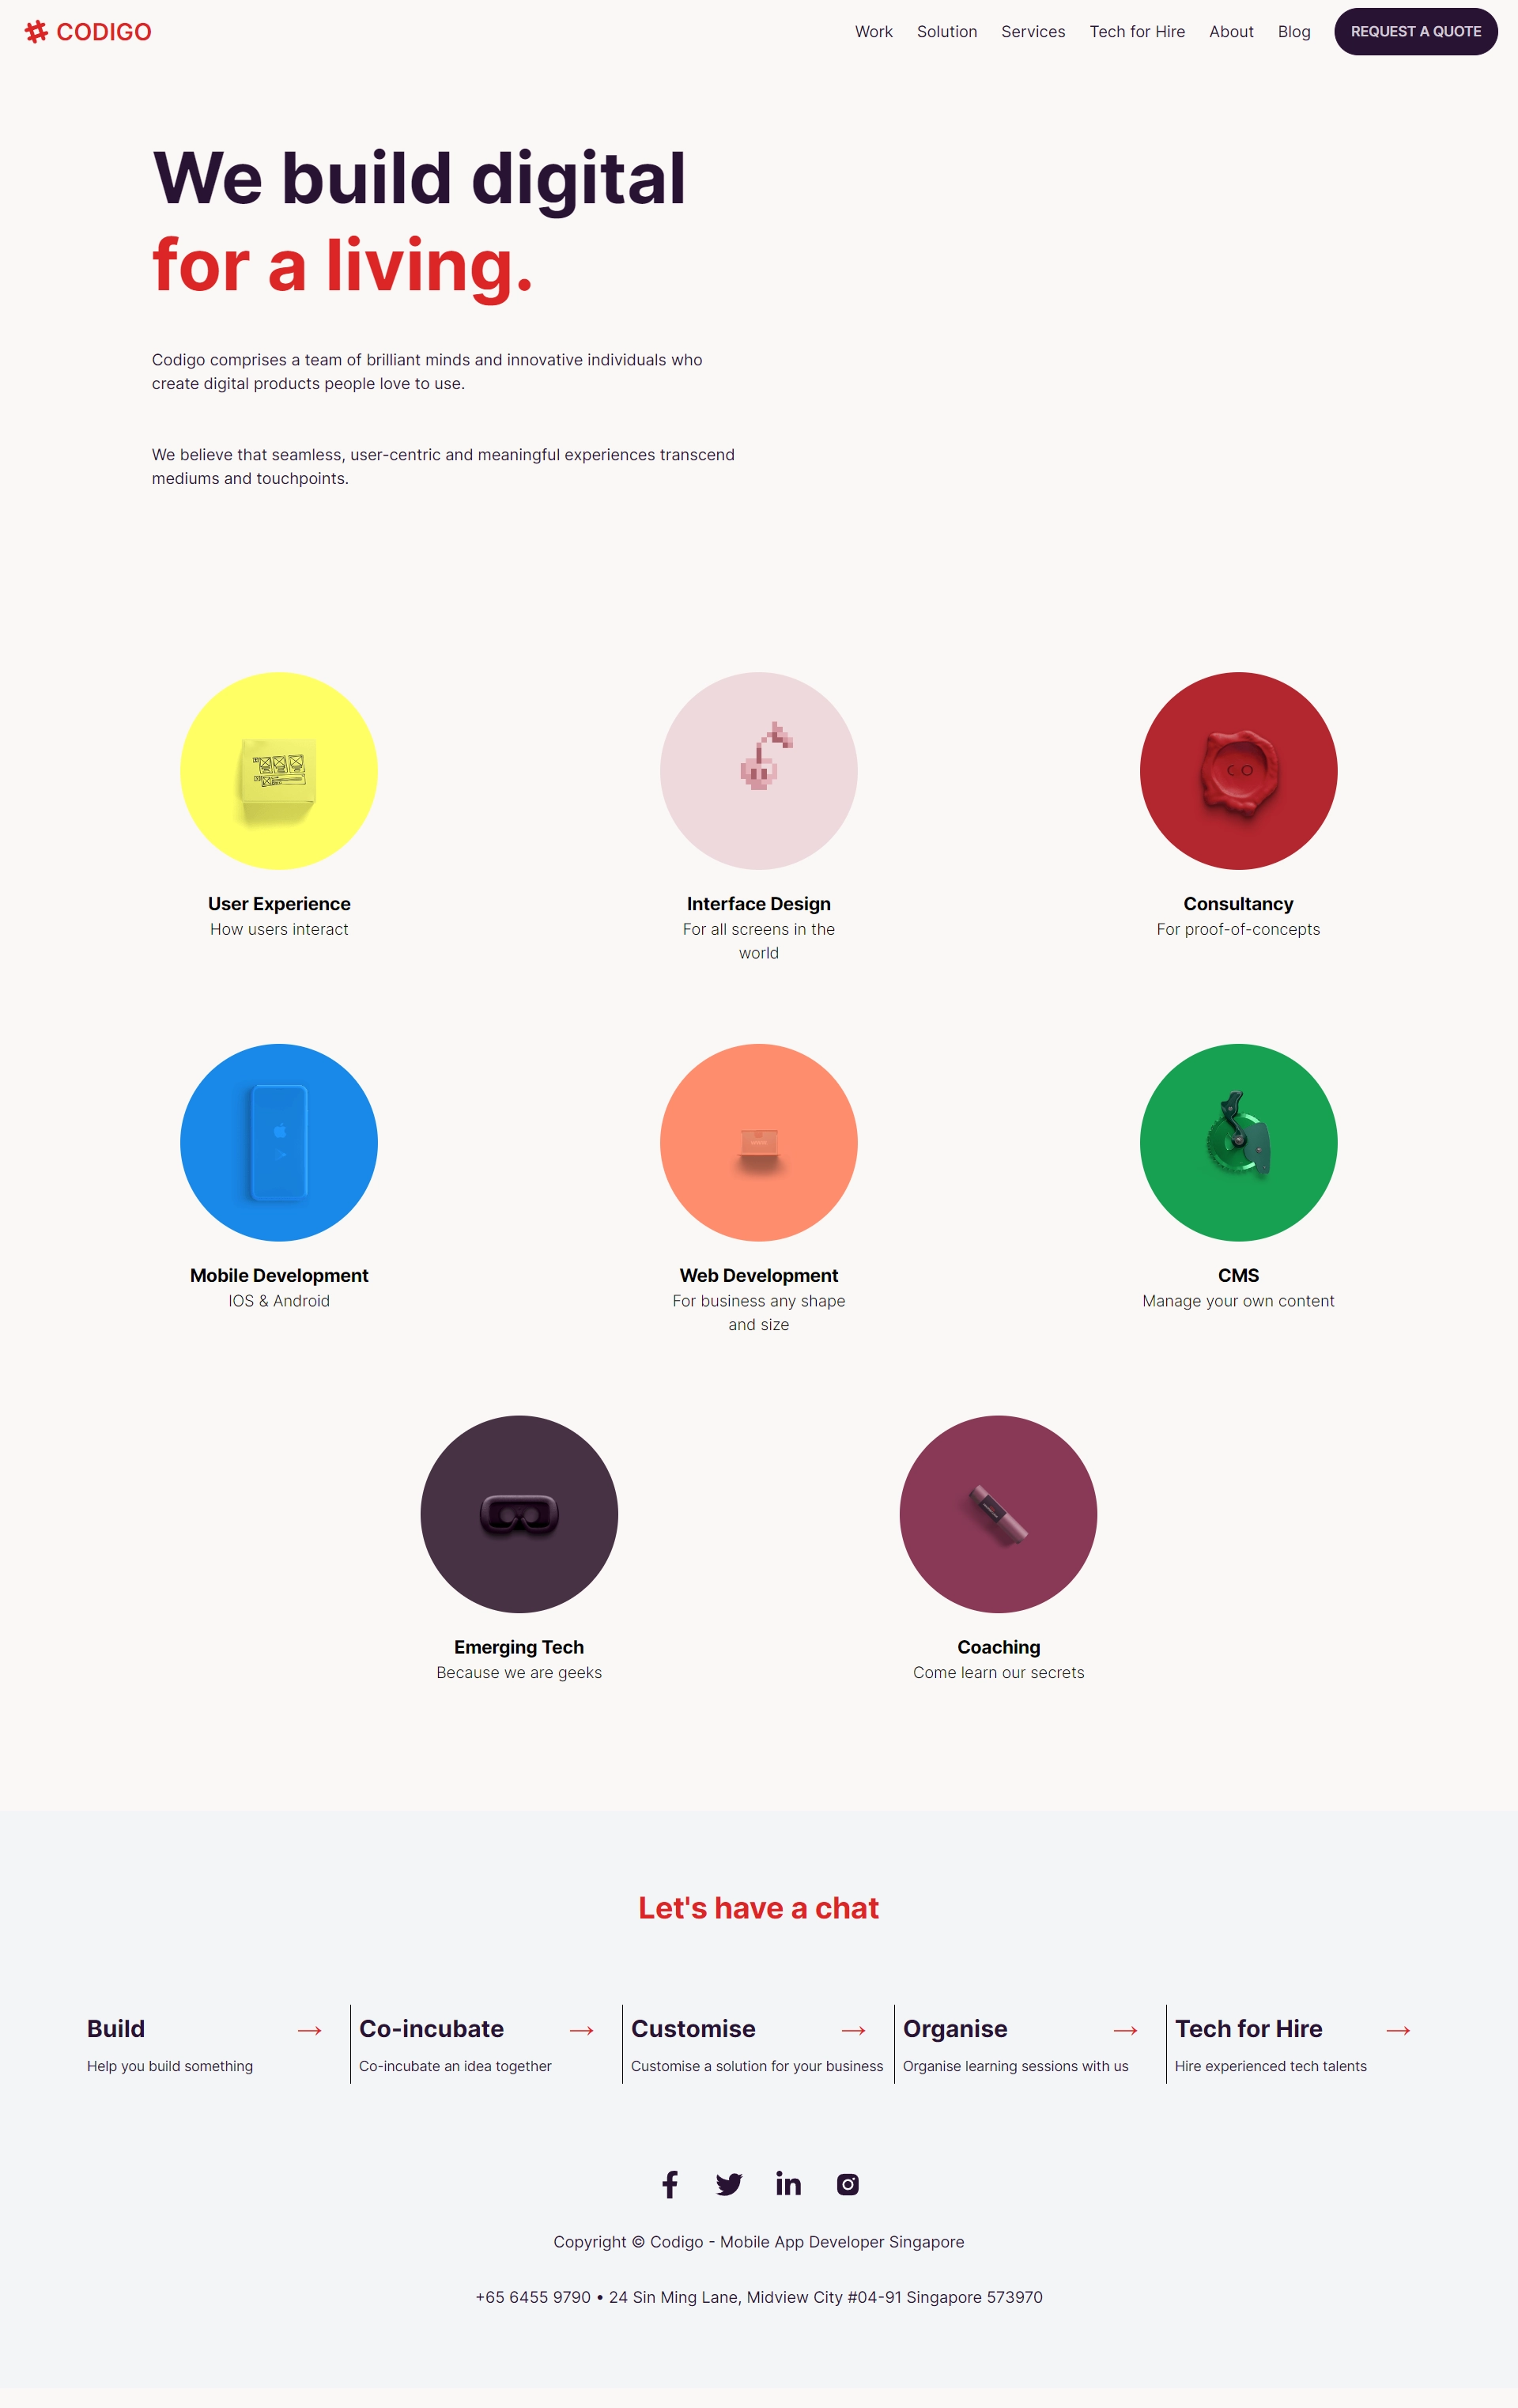 CODIGO
Work Solution Services Tech for Hire About Blog REQUEST A QUOTE
We build digital
for a living.
Codigo comprises a team of brilliant minds and innovative individuals who
create digital products people love to use.
We believe that seamless, user-centric and meaningful experiences transcend
mediums and touchpoints.
User Experience
How users interact
Interface Design
For all screens in the
world
Consultancy
For proof-of-concepts
Mobile Development
IOS & Android
Web Development
For business any shape
and size
CMS
Manage your own content
Emerging Tech
Because we are geeks
Coaching
Come learn our secrets
Let's have a chat
Build
Help you build something
Co-incubate
Co-incubate an idea together
Customise
Customise a solution for your business
Organise
Organise learning sessions with us
Tech for Hire
Hire experienced tech talents
Copyright © Codigo - Mobile App Developer Singapore
+65 6455 9790 • 24 Sin Ming Lane, Midview City #04-91 Singapore 573970